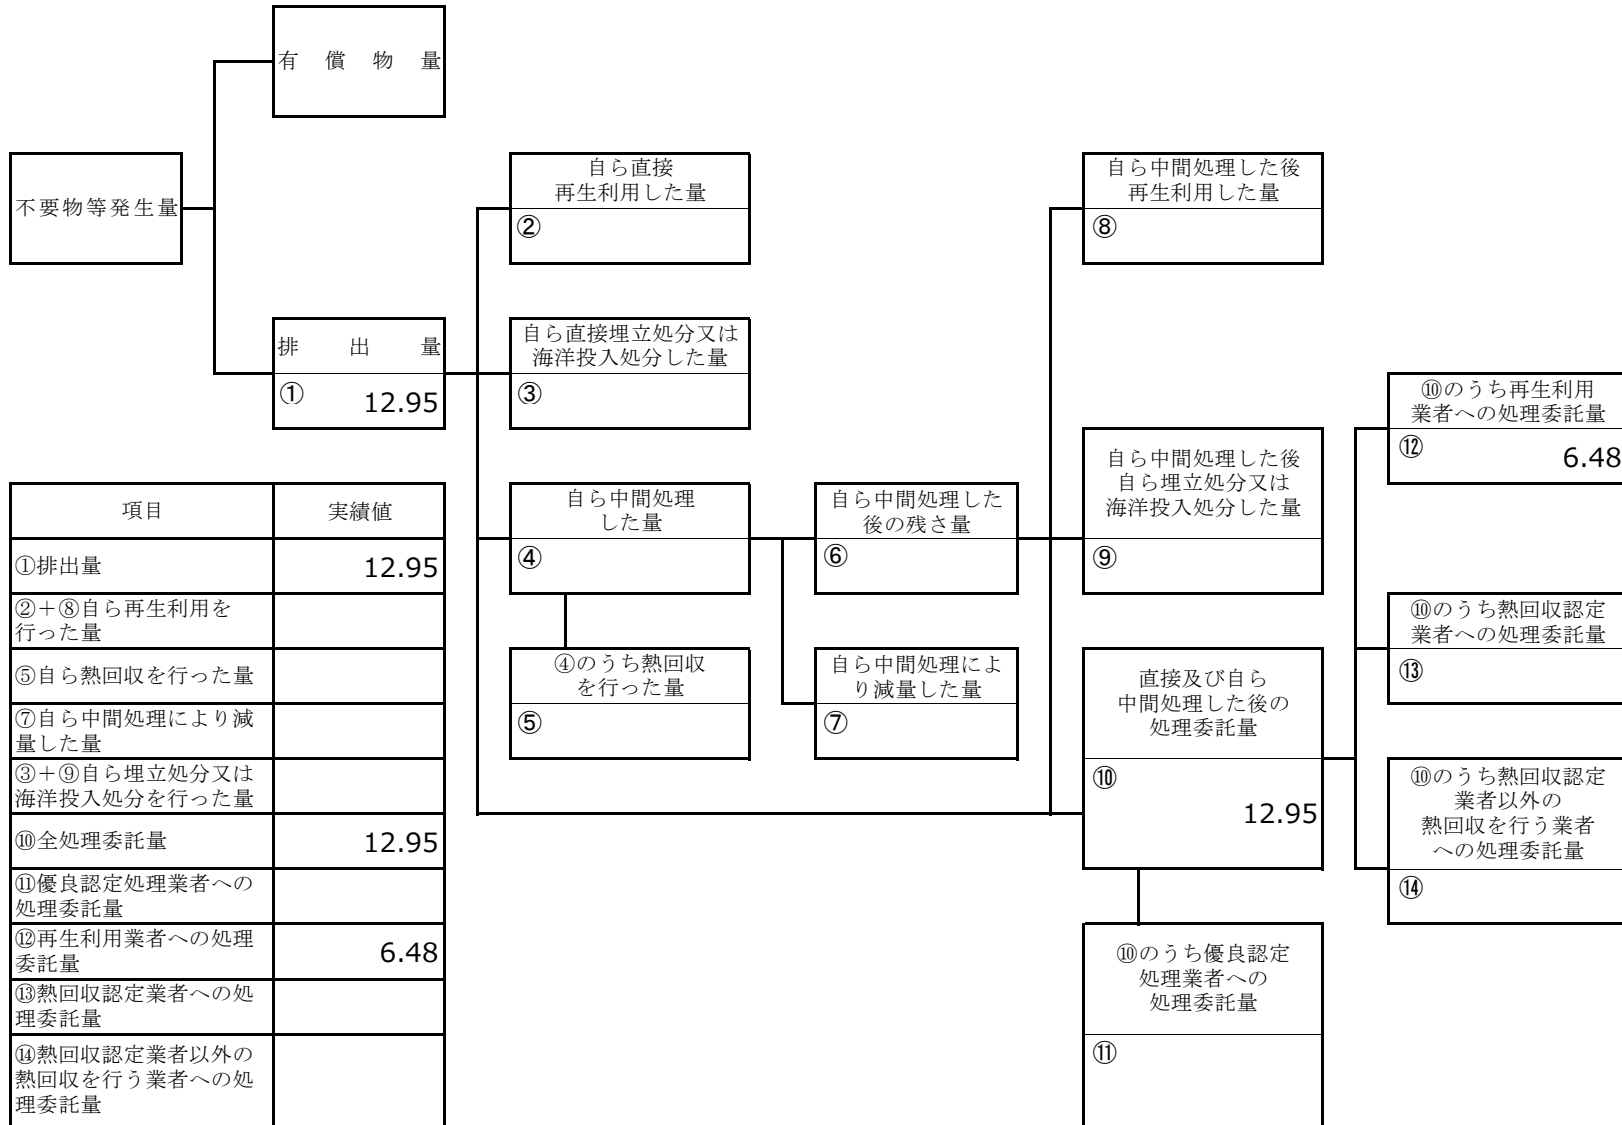 有償物量
不要物等発生量
自ら直接
再生利用した量
②
自ら中間処理した後
再生利用した量
⑧
排出量
① 12.95
自ら直接埋立処分又は
海洋投入処分した量
③
⑩のうち再生利用
業者への処理委託量
⑫ 6.48
自ら中間処理
した量
④
自ら中間処理した
後の残さ量
⑥
自ら中間処理した後
自ら埋立処分又は
海洋投入処分した量
⑨
⑩のうち熱回収認定
業者への処理委託量
⑬
④のうち熱回収
を行った量
⑤
自ら中間処理によ
り減量した量
⑦
直接及び自ら
中間処理した後の
処理委託量
⑩
12.95
⑩のうち熱回収認定
業者以外の
熱回収を行う業者
への処理委託量
⑭
⑩のうち優良認定
処理業者への
処理委託量
⑪
項目 実績値
①排出量 12.95
②＋⑧自ら再生利用を
行った量
⑤自ら熱回収を行った量
⑦自ら中間処理により減
量した量
③＋⑨自ら埋立処分又は
海洋投入処分を行った量
⑩全処理委託量 12.95
⑪優良認定処理業者への
処理委託量
⑫再生利用業者への処理
委託量 6.48
⑬熱回収認定業者への処
理委託量
⑭熱回収認定業者以外の
熱回収を行う業者への処
理委託量